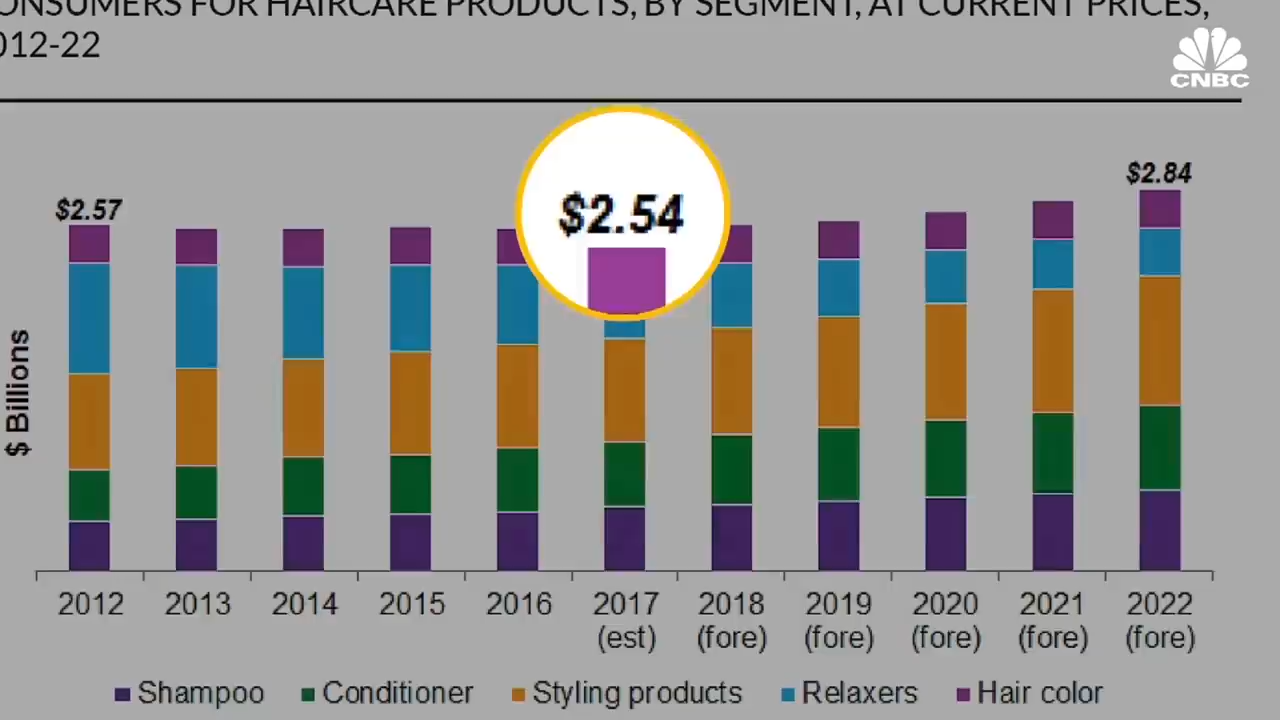 ONSUMERS FOR HAIRCARE PRODUCTS, BY SEGMENT, AT CURRENT PRICES,
012-22
CNBC
$2.57
$2.54
$2.84
$ Billions
2012 2013 2014 2015 2016 2017 2018 2019 2020 2021 2022
(est) (fore) (fore) (fore) (fore) (fore)
Shampoo Conditioner Styling products Relaxers Hair color